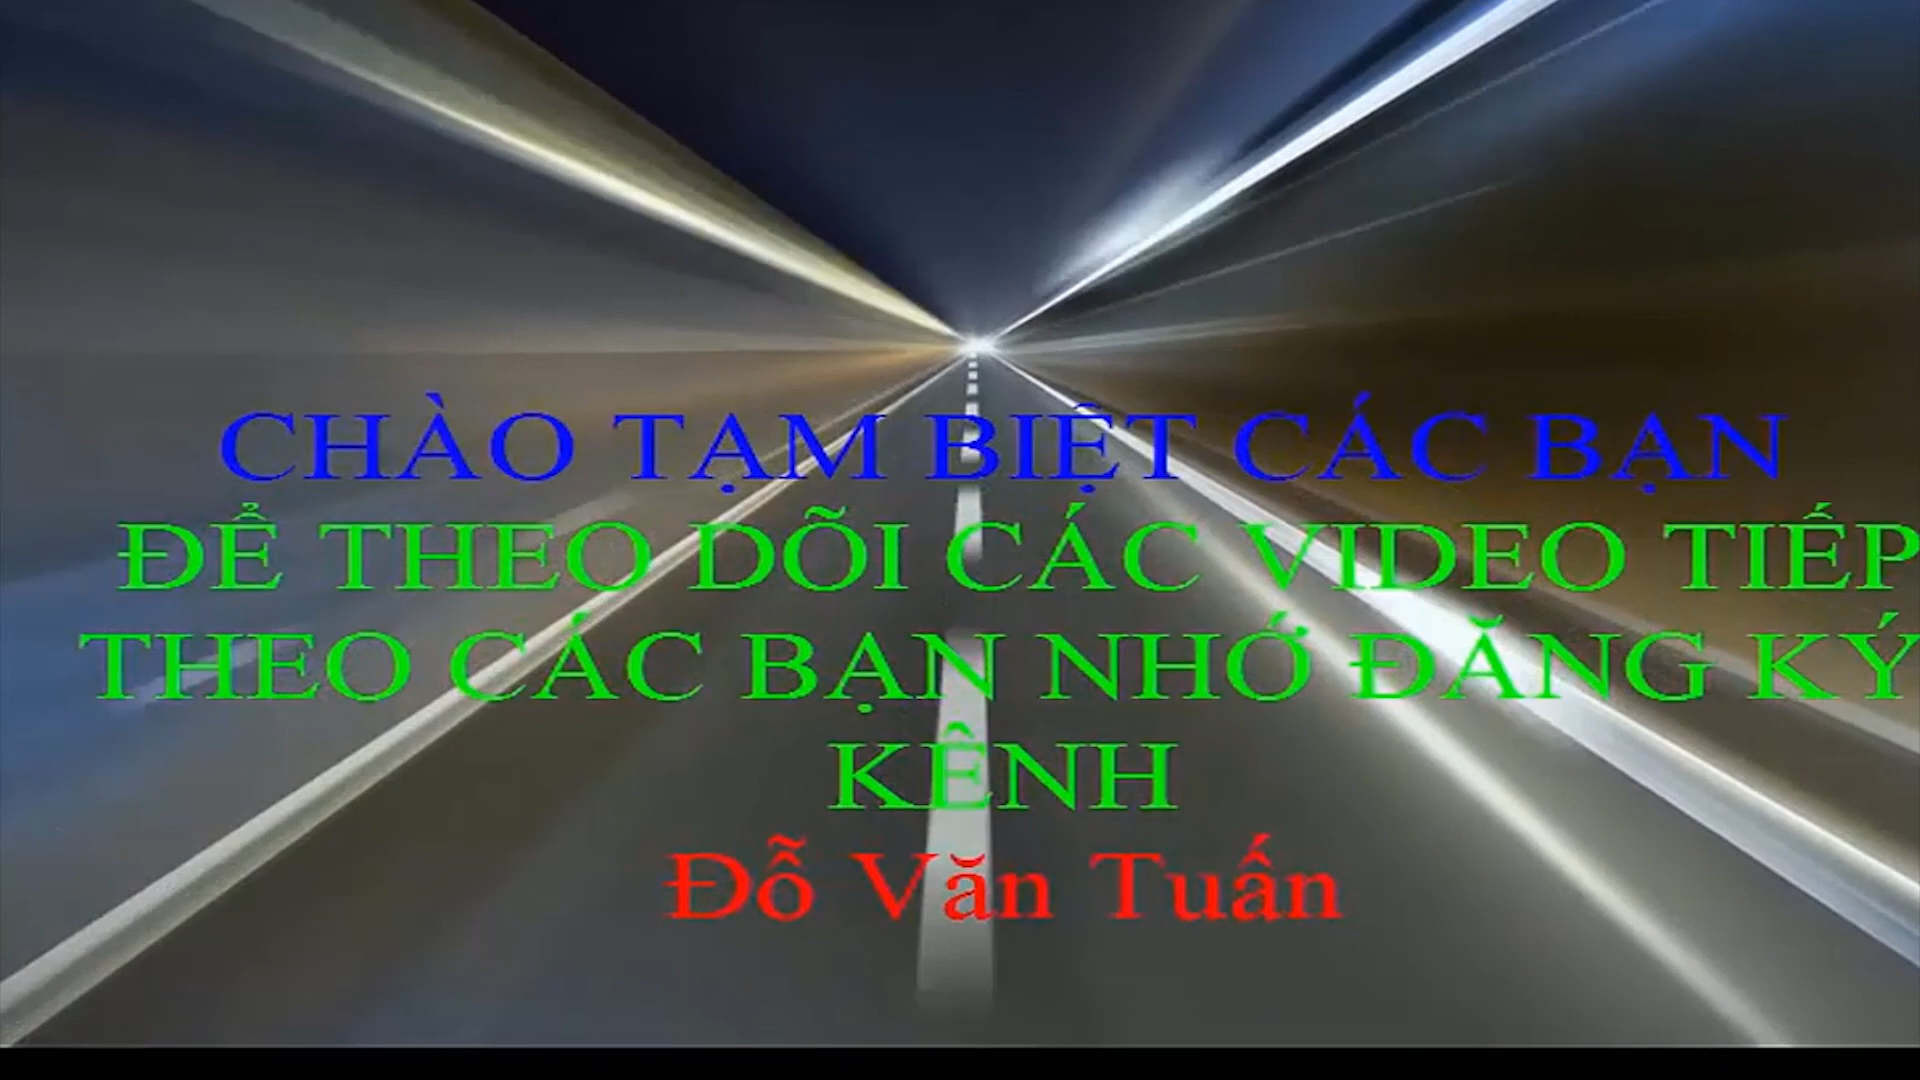 CHÀO TẠM BIỆT CÁC BẠN
ĐỂ THEO DÕI CÁC VIDEO TIẾP
THEO CÁC BẠN NHỚ ĐĂNG KÝ
KÊNH
Đỗ Văn Tuấn